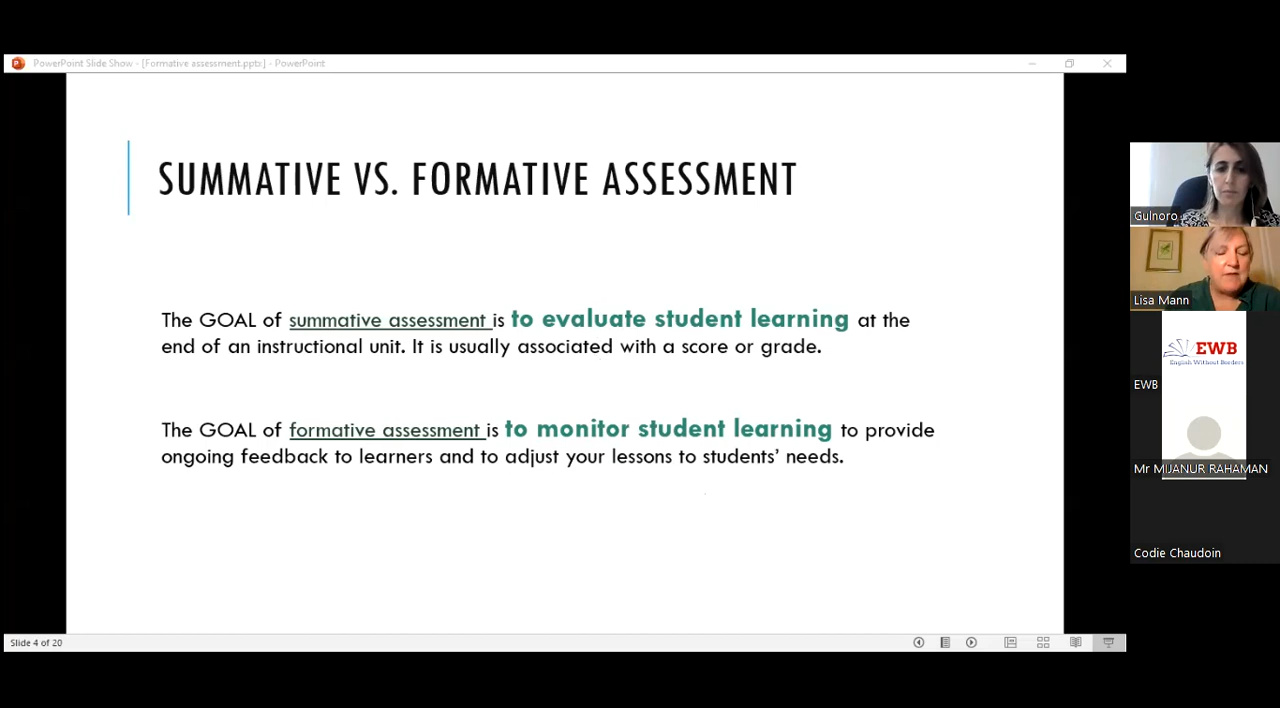 PowerPoint Slide Show - [Formative assessment.pptx] - PowerPoint
SUMMATIVE VS. FORMATIVE ASSESSMENT
The GOAL of summative assessment is to evaluate student learning at the
end of an instructional unit. It is usually associated with a score or grade.
The GOAL of formative assessment is to monitor student learning to provide
ongoing feedback to learners and to adjust your lessons to students' needs.
Slide 4 of 20
Gulnoro
Lisa Mann
EWB
English Without Borders
EWB
Mr MIJANUR RAHAMAN
Codie Chaudoin